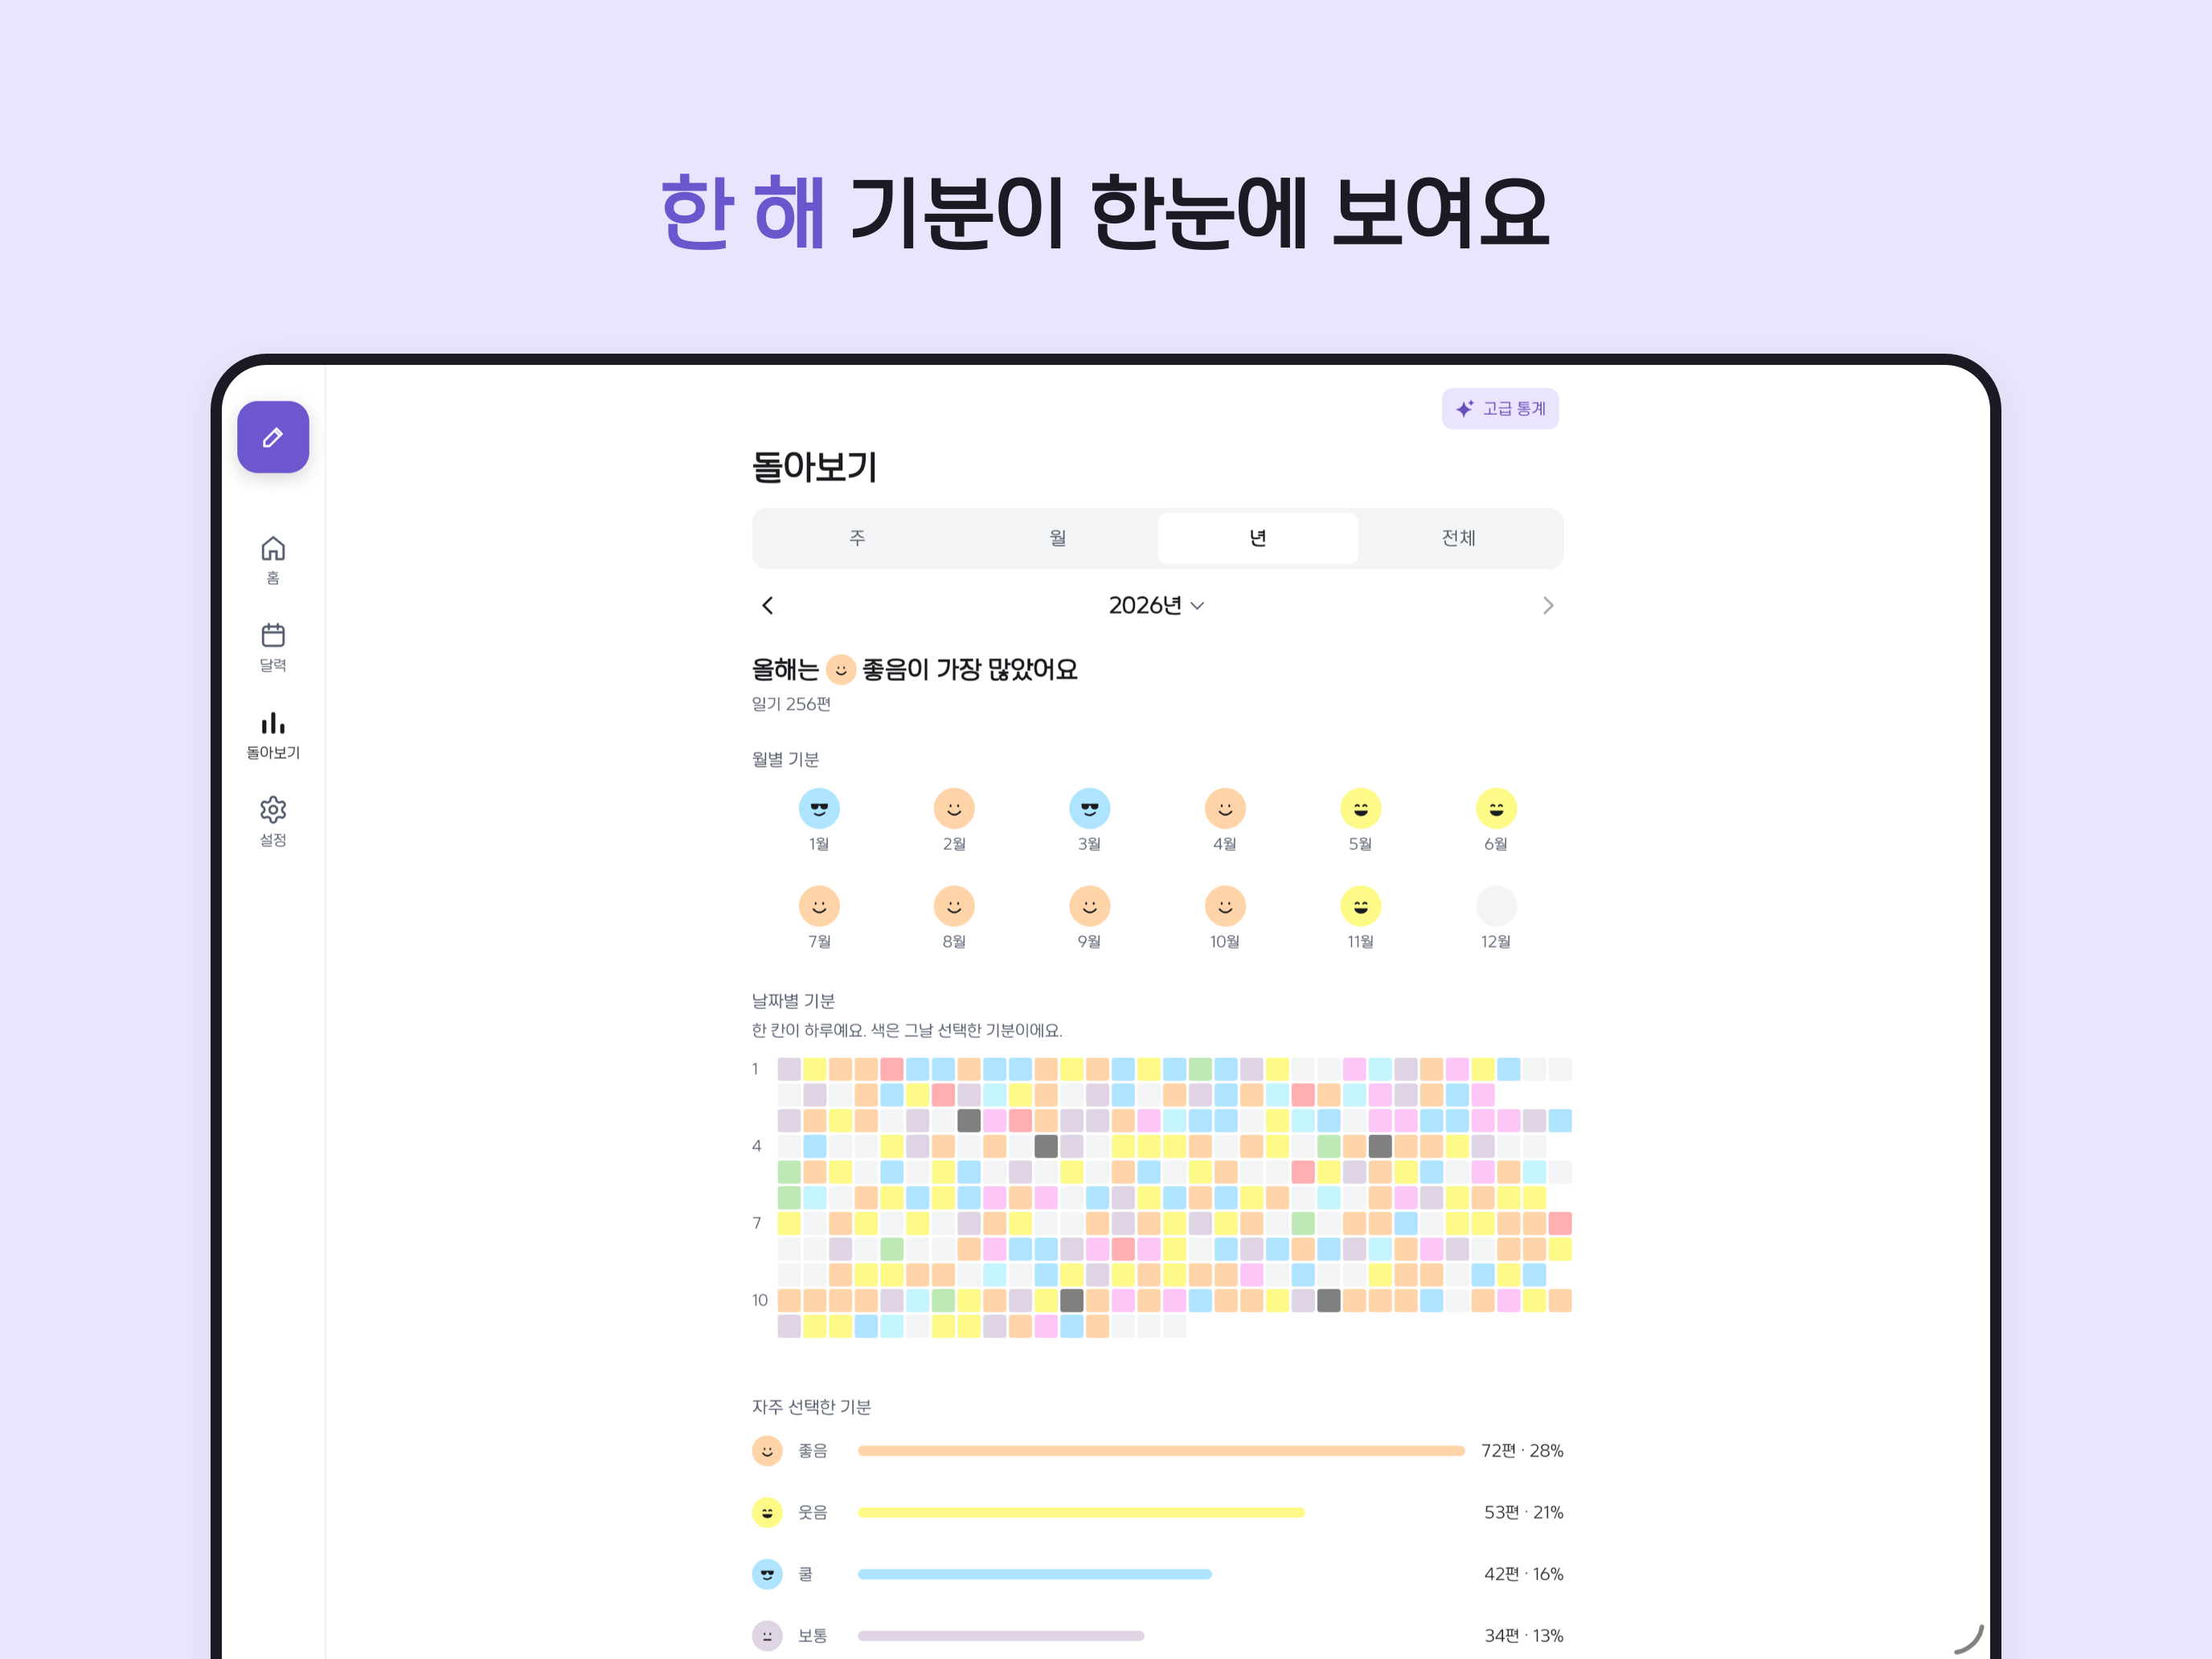 한 해 기분이 한눈에 보여요
고급 통계
돌아보기
주 월 년 전체
2026년
올해는 좋음이 가장 많았어요
일기 256편
월별 기분
1월 2월 3월 4월 5월 6월
7월 8월 9월 10월 11월 12월
날짜별 기분
한 칸이 하루예요. 색은 그날 선택한 기분이에요.
1
4
7
10
자주 선택한 기분
좋음 72편 · 28%
웃음 53편 · 21%
쿨 42편 · 16%
보통 34편 · 13%
홈
달력
돌아보기
설정